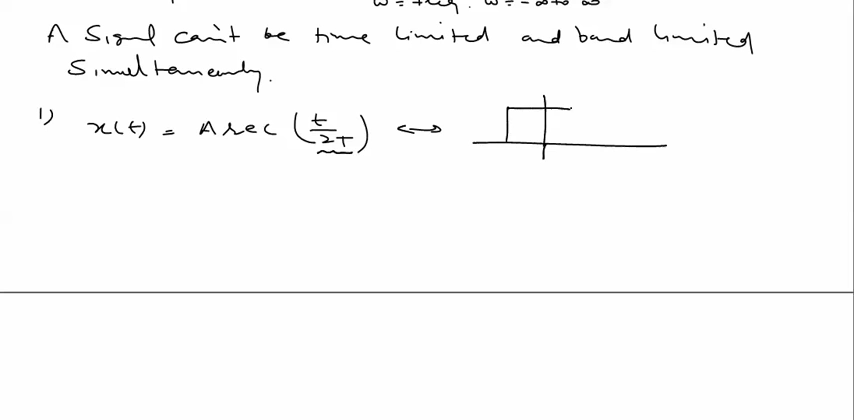 A Signal can't be time limited and band limited
Simultaneously.
1) x(t) = A rec (t/2T) ↔